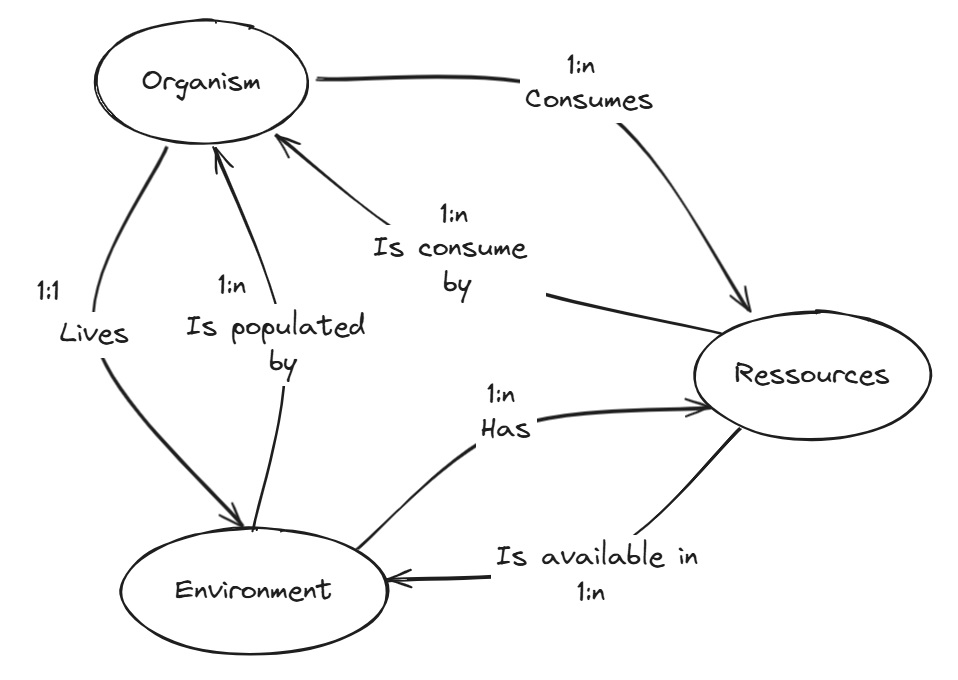 1:n
Organism
Consumes
1:n
Is consume
by
1:1
1:n
Lives
Is populated
by
Ressources
1:n
Has
Is available in
1:n
Environment